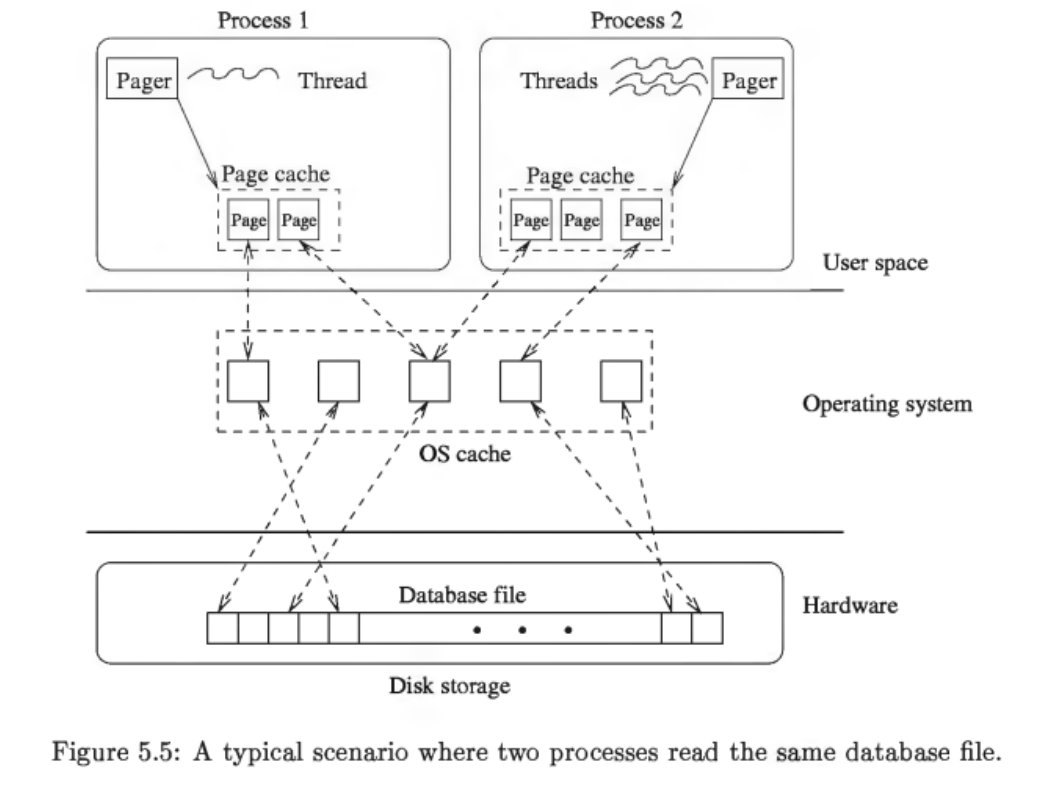 Process 1
Process 2
Pager
Thread
Threads
Pager
Page cache
Page cache
Page
Page
Page
Page
Page
User space
Operating system
OS cache
Database file
Hardware
Disk storage
Figure 5.5: A typical scenario where two processes read the same database file.